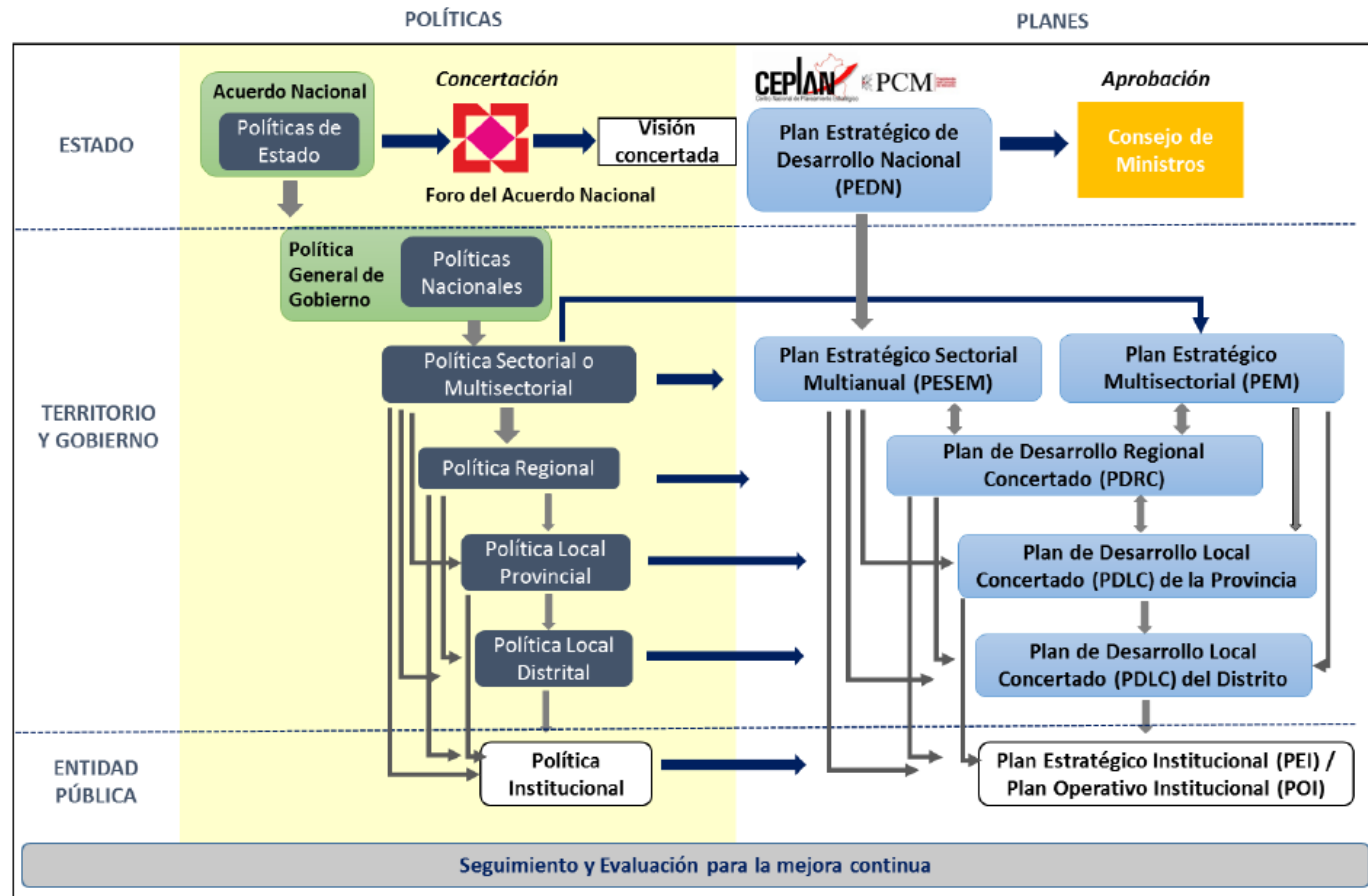 POLÍTICAS
PLANES
ESTADO
Acuerdo Nacional
Políticas de
Estado
Concertación
Foro del Acuerdo Nacional
Visión
concertada
CEPLAN
Centro Nacional de Planeamiento Estratégico
PCM
Aprobación
Plan Estratégico de
Desarrollo Nacional
(PEDN)
Consejo de
Ministros
TERRITORIO
Y GOBIERNO
Política
General de
Gobierno
Políticas
Nacionales
Política Sectorial o
Multisectorial
Plan Estratégico Sectorial
Multianual (PESEM)
Plan Estratégico
Multisectorial (PEM)
Política Regional
Plan de Desarrollo Regional
Concertado (PDRC)
Política Local
Provincial
Plan de Desarrollo Local
Concertado (PDLC) de la Provincia
Política Local
Distrital
Plan de Desarrollo Local
Concertado (PDLC) del Distrito
ENTIDAD
PÚBLICA
Política
Institucional
Plan Estratégico Institucional (PEI) /
Plan Operativo Institucional (POI)
Seguimiento y Evaluación para la mejora continua